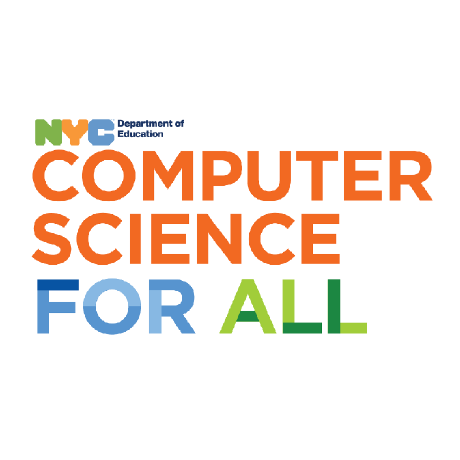 NYC Department of
Education
COMPUTER
SCIENCE
FOR ALL